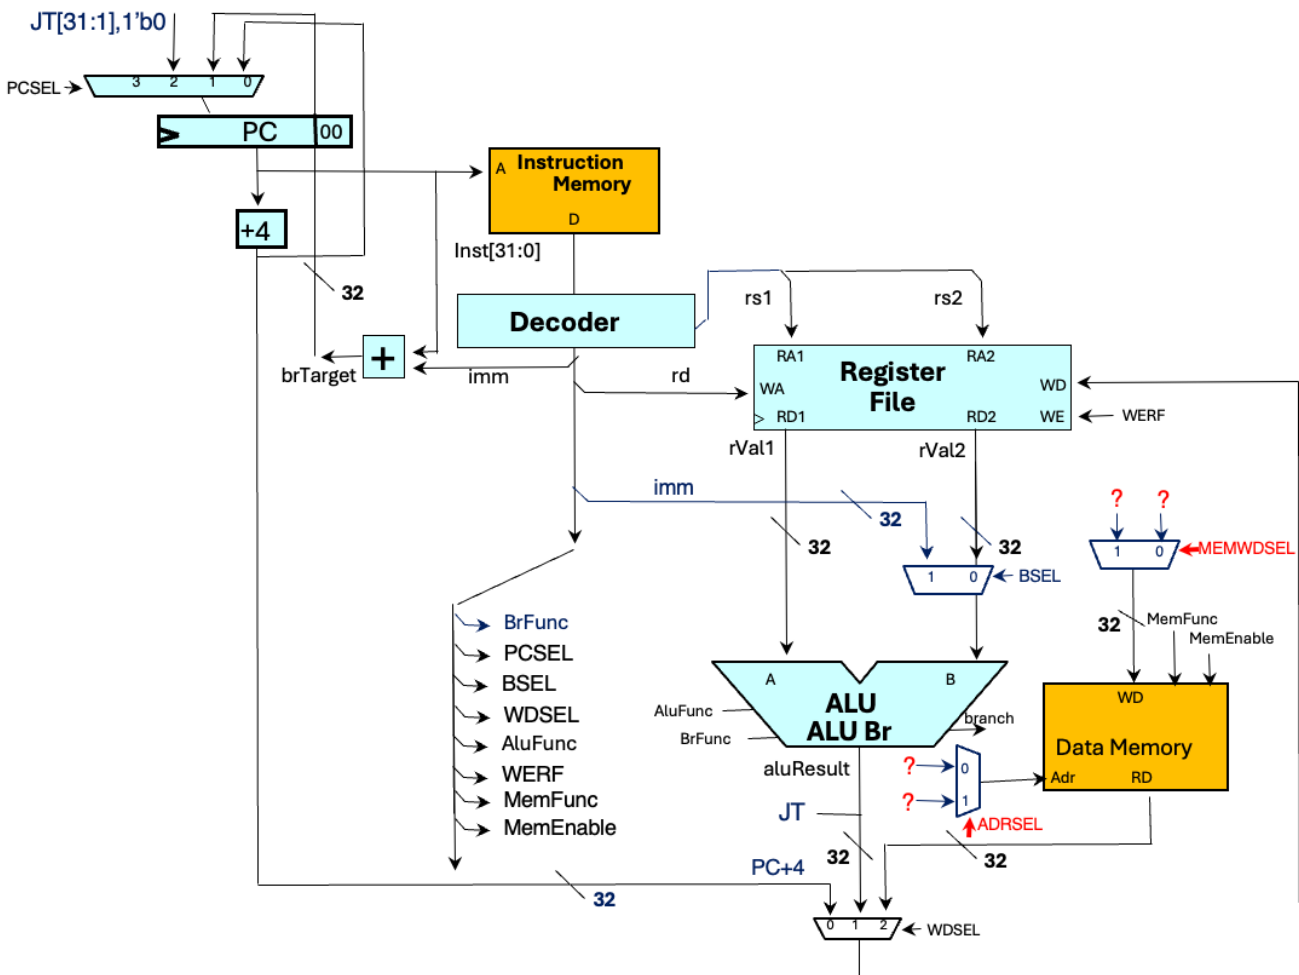 JT[31:1],1'b0
PCSEL
3 2 1 0
PC 00
A Instruction
Memory
D
+4
Inst[31:0]
32
Decoder
rs1 rs2
+
brTarget
imm
rd
RA1 RA2
Register
File
WA
WD
RD1 RD2 WE
WERF
rVal1 rVal2
imm
32
32
32
? ?
1 0
MEMWDSEL
1 0
BSEL
32
MemFunc
MemEnable
BrFunc
PCSEL
BSEL
WDSEL
AluFunc
WERF
MemFunc
MemEnable
A B
ALU
ALU Br
AluFunc
BrFunc
branch
aluResult
WD
Data Memory
Adr RD
? 0
? 1
ADRSEL
JT
32
32
PC+4
32
0 1 2
WDSEL